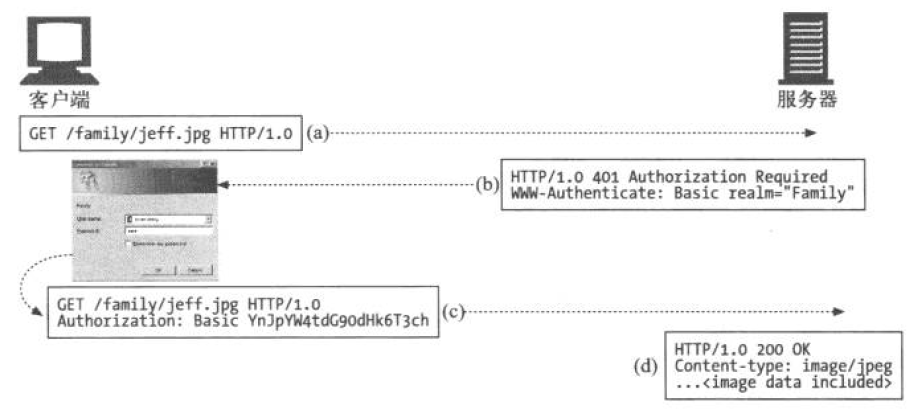 客户端
服务器
GET /family/jeff.jpg HTTP/1.0
(a)
(b)
HTTP/1.0 401 Authorization Required
WWW-Authenticate: Basic realm="Family"
GET /family/jeff.jpg HTTP/1.0
Authorization: Basic YnJpYW4tdG90dHk6T3ch
(c)
(d)
HTTP/1.0 200 OK
Content-type: image/jpeg
...<image data included>